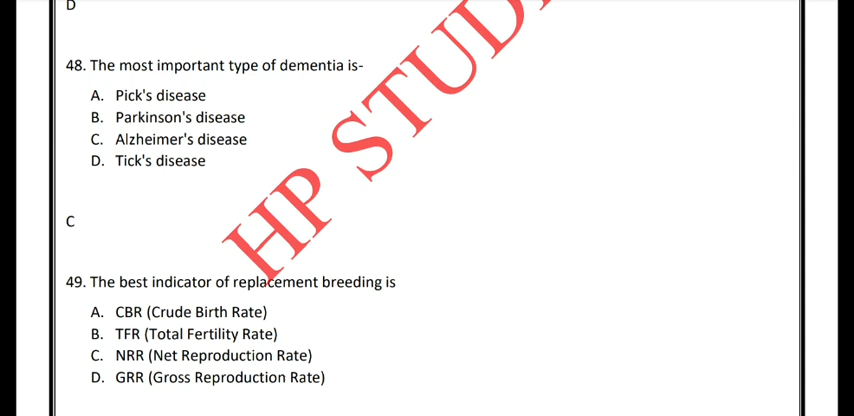 D
48. The most important type of dementia is-
A. Pick's disease
B. Parkinson's disease
C. Alzheimer's disease
D. Tick's disease
C
49. The best indicator of replacement breeding is
A. CBR (Crude Birth Rate)
B. TFR (Total Fertility Rate)
C. NRR (Net Reproduction Rate)
D. GRR (Gross Reproduction Rate)
HP STUD